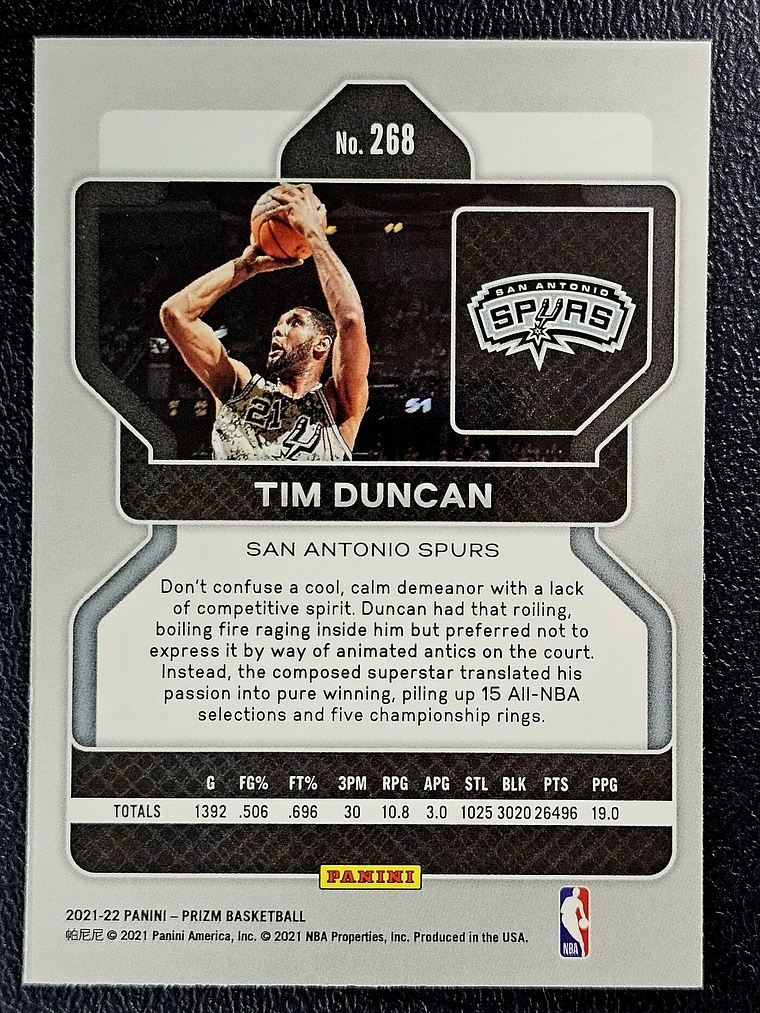 No. 268
21
SAN ANTONIO
SPURS
TIM DUNCAN
SAN ANTONIO SPURS
Don't confuse a cool, calm demeanor with a lack
of competitive spirit. Duncan had that roiling,
boiling fire raging inside him but preferred not to
express it by way of animated antics on the court.
Instead, the composed superstar translated his
passion into pure winning, piling up 15 All-NBA
selections and five championship rings.
G FG% FT% 3PM RPG APG STL BLK PTS PPG
TOTALS 1392 .506 .696 30 10.8 3.0 1025 3020 26496 19.0
PANINI
2021-22 PANINI – PRIZM BASKETBALL
帕尼尼 © 2021 Panini America, Inc. © 2021 NBA Properties, Inc. Produced in the USA.
NBA